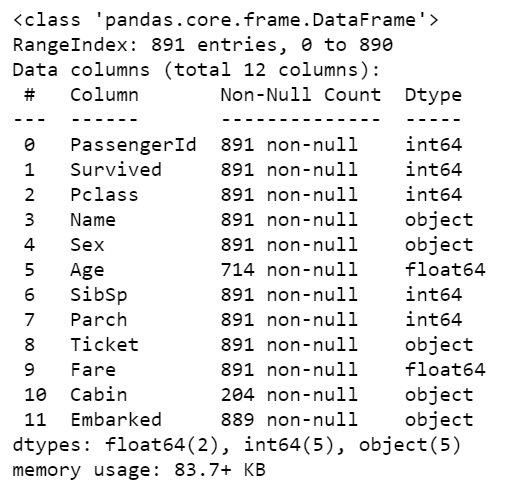 <class 'pandas.core.frame.DataFrame'>
RangeIndex: 891 entries, 0 to 890
Data columns (total 12 columns):
 #   Column       Non-Null Count  Dtype
---  ------       --------------  -----
 0   PassengerId  891 non-null    int64
 1   Survived     891 non-null    int64
 2   Pclass       891 non-null    int64
 3   Name         891 non-null    object
 4   Sex          891 non-null    object
 5   Age          714 non-null    float64
 6   SibSp        891 non-null    int64
 7   Parch        891 non-null    int64
 8   Ticket       891 non-null    object
 9   Fare         891 non-null    float64
 10  Cabin        204 non-null    object
 11  Embarked     889 non-null    object
dtypes: float64(2), int64(5), object(5)
memory usage: 83.7+ KB